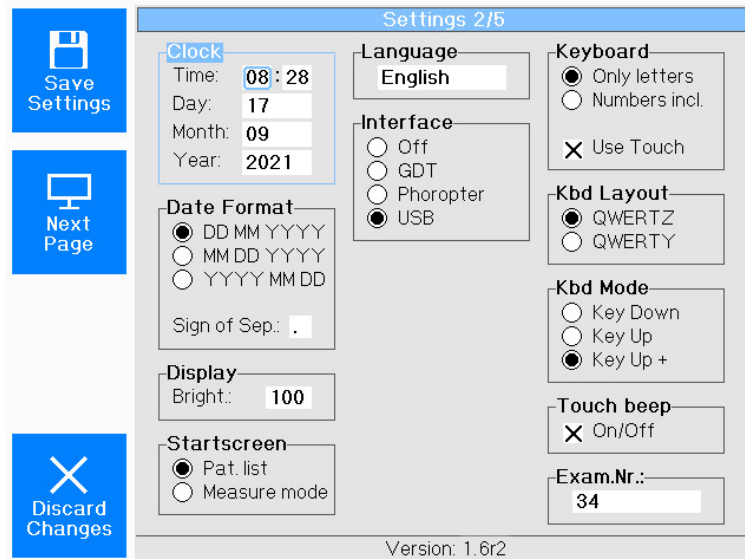 Settings 2/5
Save
Settings
Next
Page
Discard
Changes
Clock
Time: 08 : 28
Day: 17
Month: 09
Year: 2021
Date Format
DD MM YYYY
MM DD YYYY
YYYY MM DD
Sign of Sep.: .
Display
Bright.: 100
Startscreen
Pat. list
Measure mode
Language
English
Interface
Off
GDT
Phoropter
USB
Keyboard
Only letters
Numbers incl.
Use Touch
Kbd Layout
QWERTZ
QWERTY
Kbd Mode
Key Down
Key Up
Key Up +
Touch beep
On/Off
Exam.Nr.:
34
Version: 1.6r2